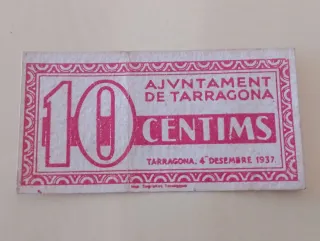 AJVNTAMENT
DE TARRAGONA
10 CENTIMS
TARRAGONA, 4 DESEMBRE 1937